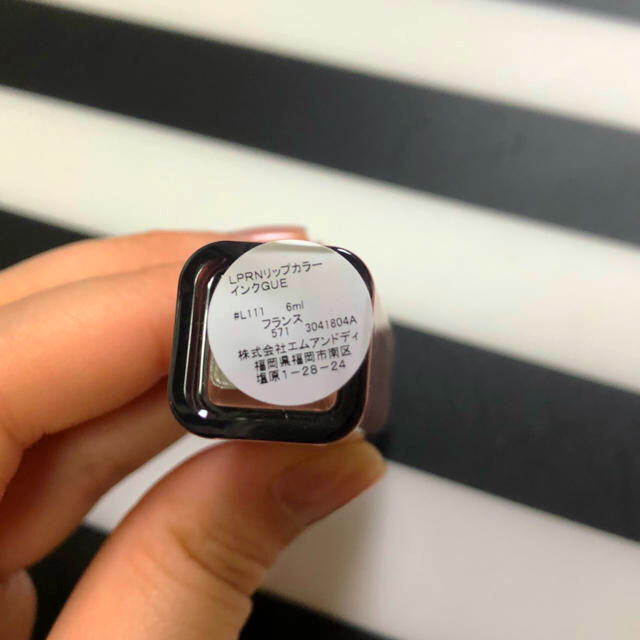 LPRNリップカラー
インクGUE
#L111 6ml
フランス
571 3041804A
株式会社エムアンドディ
福岡県福岡市南区
塩原1-28-24